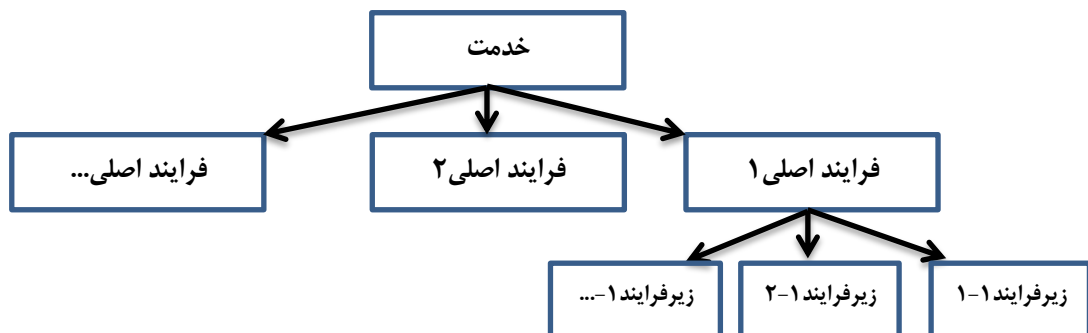 خدمت
فرایند اصلی۱
فرایند اصلی۲
فرایند اصلی...
زیرفرایند۱-۱
زیرفرایند۱-۲
زیرفرایند۱-...